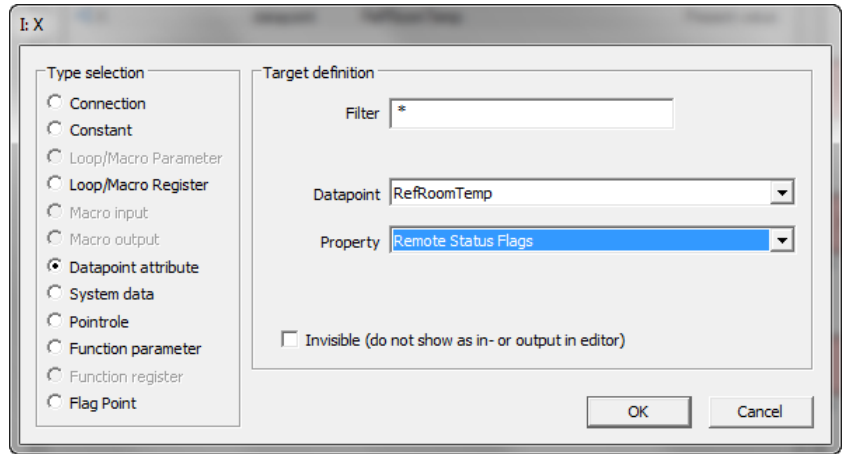 I: X
Type selection
Connection
Constant
Loop/Macro Parameter
Loop/Macro Register
Macro input
Macro output
Datapoint attribute
System data
Pointrole
Function parameter
Function register
Flag Point
Target definition
Filter *
Datapoint RefRoomTemp
Property Remote Status Flags
Invisible (do not show as in- or output in editor)
OK Cancel